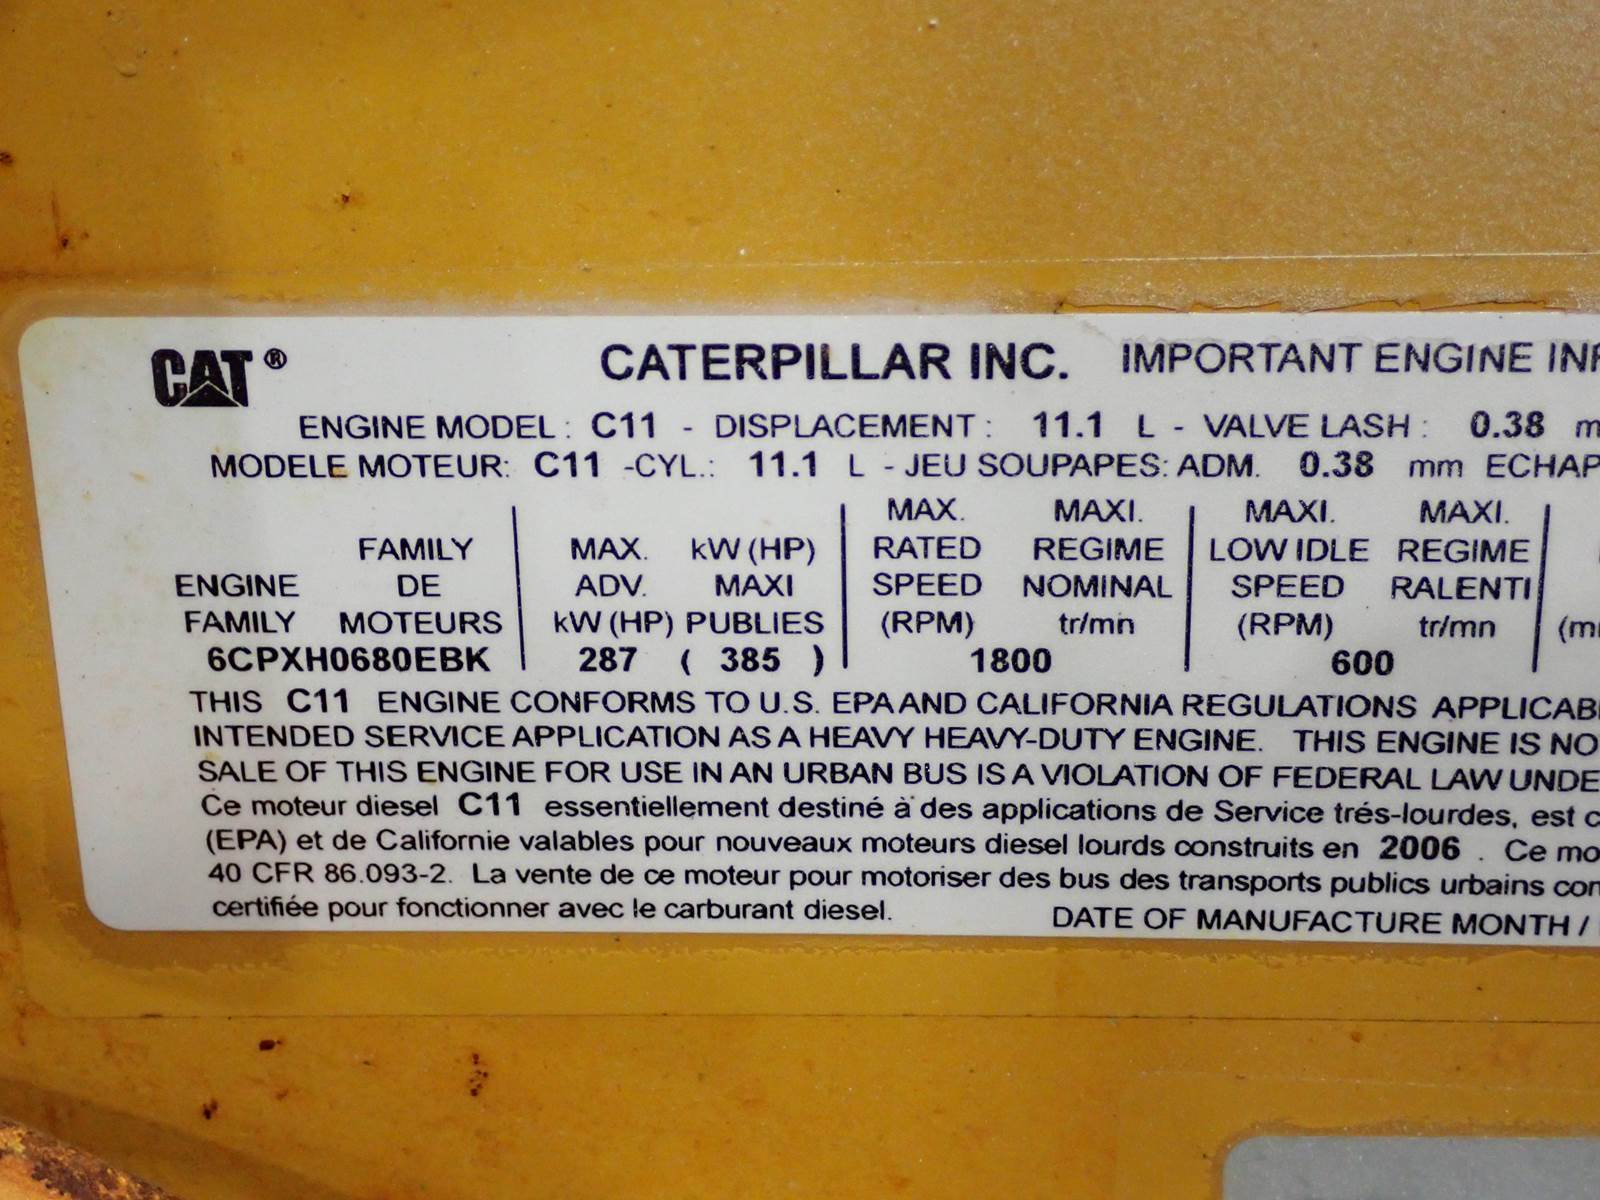 CAT® CATERPILLAR INC. IMPORTANT ENGINE
ENGINE MODEL: C11 - DISPLACEMENT: 11.1 L - VALVE LASH: 0.38
MODELE MOTEUR: C11 -CYL.: 11.1 L - JEU SOUPAPES: ADM. 0.38 mm
MAX. MAXI. MAXI. MAXI.
FAMILY MAX. kW (HP) RATED REGIME LOW IDLE REGIME
ENGINE DE ADV. MAXI SPEED NOMINAL SPEED RALENTI
FAMILY MOTEURS kW (HP) PUBLIES (RPM) tr/mn (RPM) tr/mn
6CPXH0680EBK 287 ( 385 ) 1800 600
THIS C11 ENGINE CONFORMS TO U.S. EPA AND CALIFORNIA REGULATIONS
INTENDED SERVICE APPLICATION AS A HEAVY HEAVY-DUTY ENGINE. THIS ENGINE IS
SALE OF THIS ENGINE FOR USE IN AN URBAN BUS IS A VIOLATION OF FEDERAL LAW
Ce moteur diesel C11 essentiellement destiné à des applications de Service trés-lourdes, est
(EPA) et de Californie valables pour nouveaux moteurs diesel lourds construits en 2006 . Ce
40 CFR 86.093-2. La vente de ce moteur pour motoriser des bus des transports publics urbains
certifiée pour fonctionner avec le carburant diesel. DATE OF MANUFACTURE MONTH /